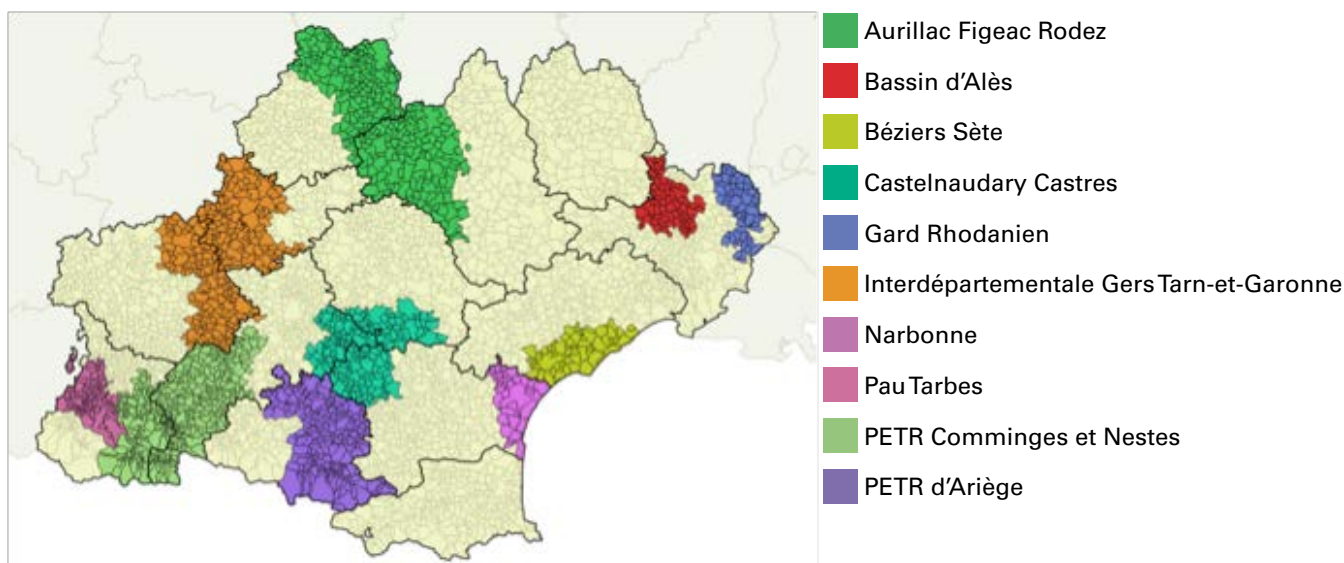 Aurillac Figeac Rodez
Bassin d'Alès
Béziers Sète
Castelnaudary Castres
Gard Rhodanien
Interdépartementale Gers Tarn-et-Garonne
Narbonne
Pau Tarbes
PETR Comminges et Nestes
PETR d'Ariège